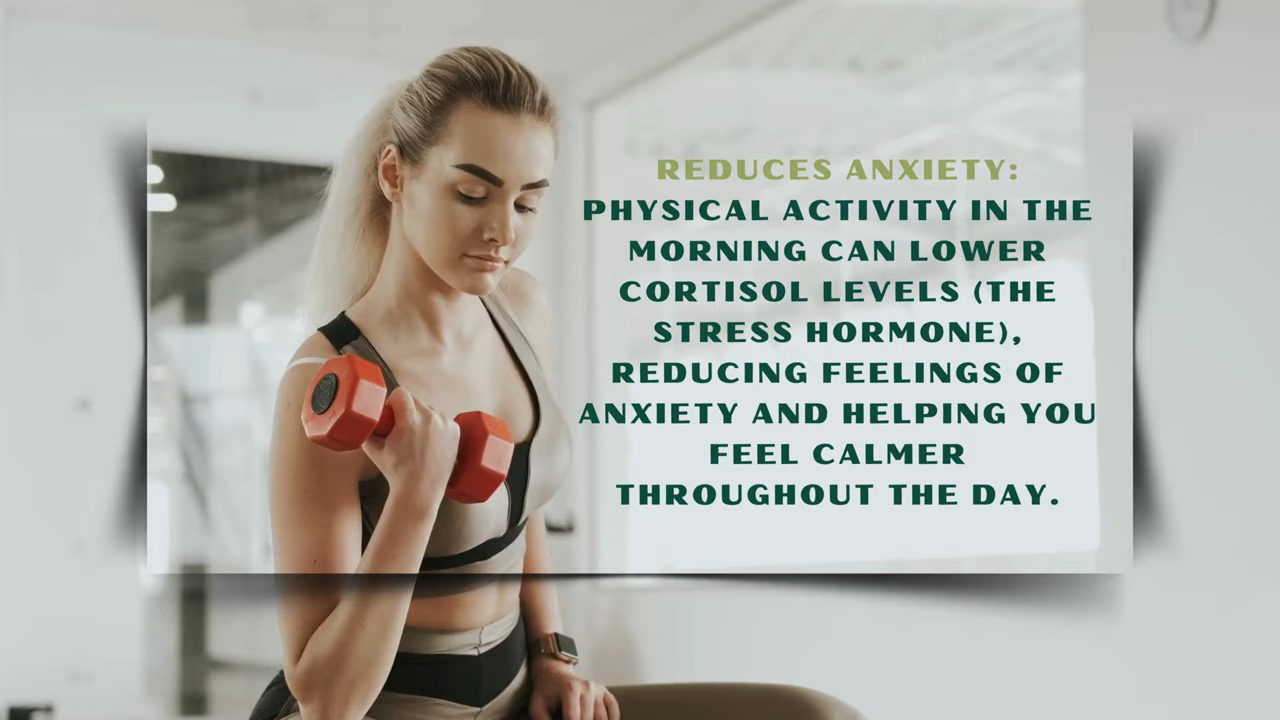 REDUCES ANXIETY:
PHYSICAL ACTIVITY IN THE
MORNING CAN LOWER
CORTISOL LEVELS (THE
STRESS HORMONE),
REDUCING FEELINGS OF
ANXIETY AND HELPING YOU
FEEL CALMER
THROUGHOUT THE DAY.